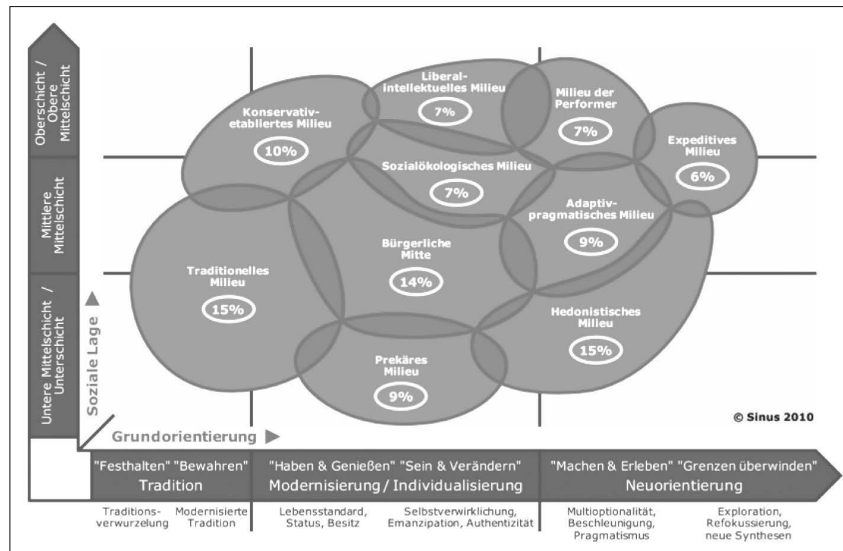 Oberschicht /
Obere
Mittelschicht
Mittlere
Mittelschicht
Untere Mittelschicht /
Unterschicht
Soziale Lage
Konservativ-
etabliertes Milieu
10%
Liberal-
intellektuelles Milieu
7%
Milieu der
Performer
7%
Expeditives
Milieu
6%
Sozialökologisches Milieu
7%
Adaptiv-
pragmatisches Milieu
9%
Traditionelles
Milieu
15%
Bürgerliche
Mitte
14%
Hedonistisches
Milieu
15%
Prekäres
Milieu
9%
© Sinus 2010
Grundorientierung
"Festhalten" "Bewahren"
Tradition
"Haben & Genießen" "Sein & Verändern"
Modernisierung / Individualisierung
"Machen & Erleben" "Grenzen überwinden"
Neuorientierung
Traditions-
verwurzelung
Modernisierte
Tradition
Lebensstandard,
Status, Besitz
Selbstverwirklichung,
Emanzipation, Authentizität
Multioptionalität,
Beschleunigung,
Pragmatismus
Exploration,
Refokussierung,
neue Synthesen